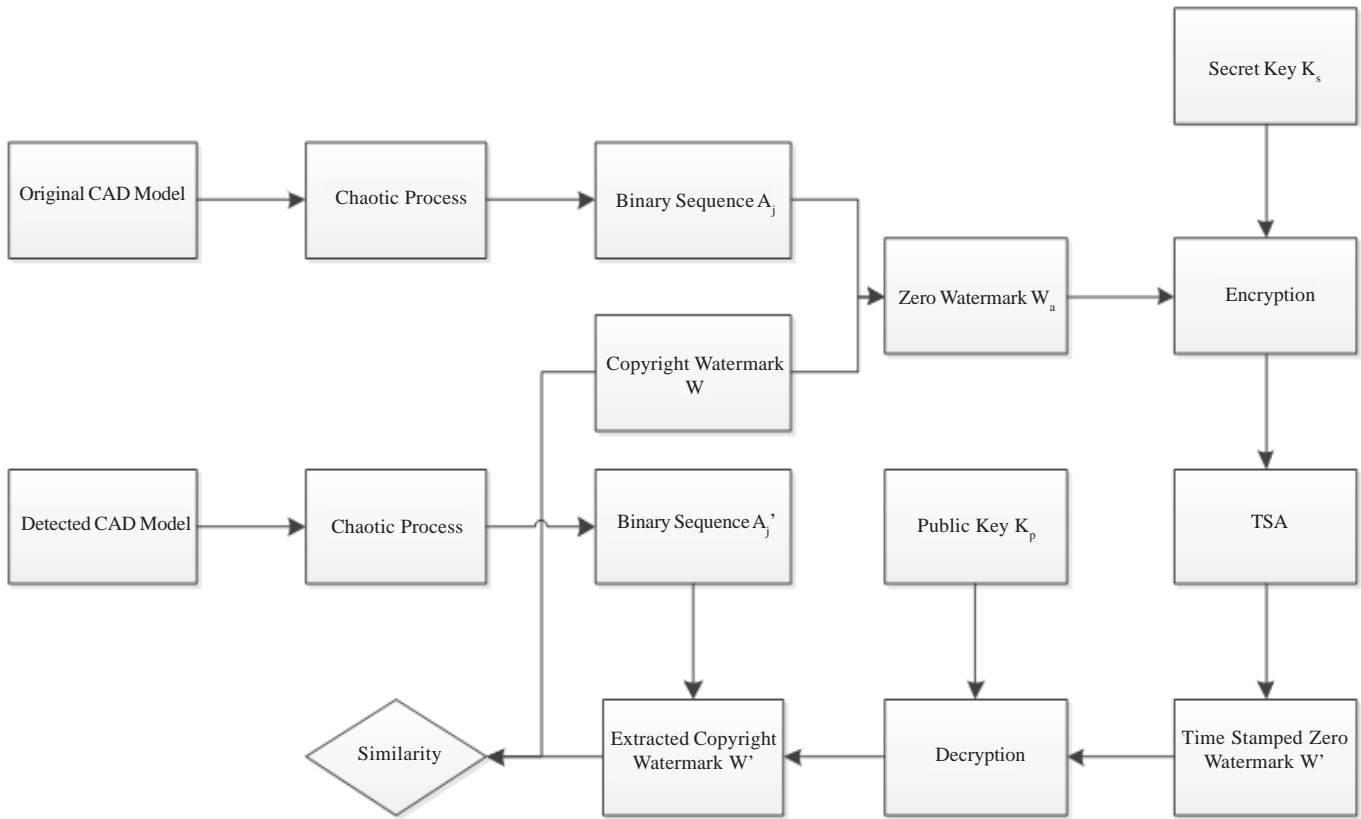 Secret Key Kₛ
Original CAD Model
Chaotic Process
Binary Sequence Aⱼ
Zero Watermark Wₐ
Encryption
Copyright Watermark
W
Detected CAD Model
Chaotic Process
Binary Sequence Aⱼ’
Public Key Kₚ
TSA
Similarity
Extracted Copyright
Watermark W'
Decryption
Time Stamped Zero
Watermark W'